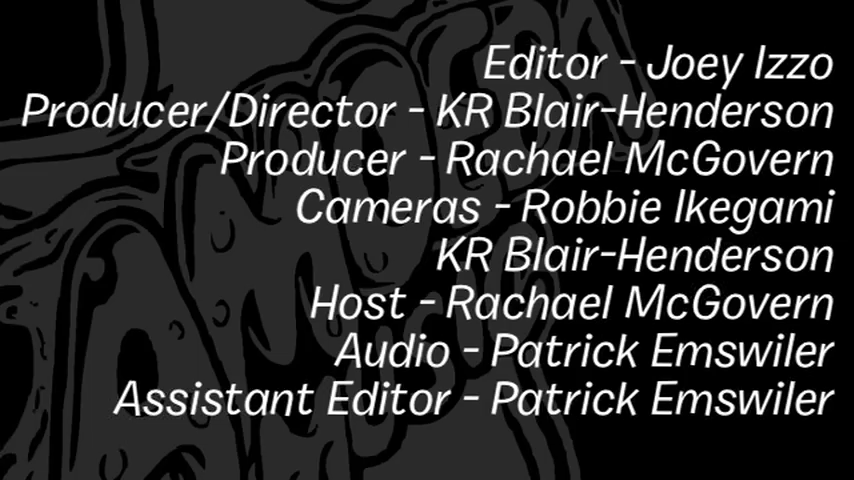 Editor - Joey Izzo
Producer/Director - KR Blair-Henderson
Producer - Rachael McGovern
Cameras - Robbie Ikegami
KR Blair-Henderson
Host - Rachael McGovern
Audio - Patrick Emswiler
Assistant Editor - Patrick Emswiler